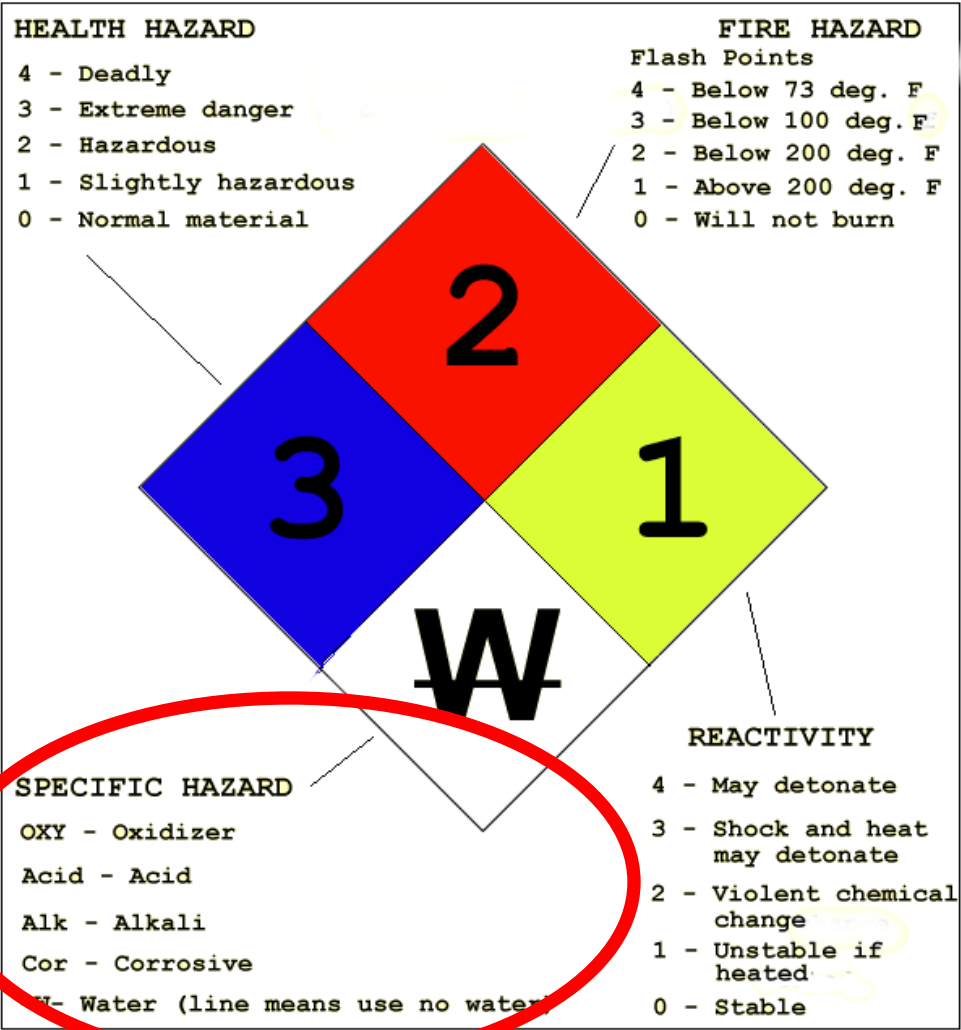 HEALTH HAZARD
4 - Deadly
3 - Extreme danger
2 - Hazardous
1 - Slightly hazardous
0 - Normal material
FIRE HAZARD
Flash Points
4 - Below 73 deg. F
3 - Below 100 deg. F
2 - Below 200 deg. F
1 - Above 200 deg. F
0 - Will not burn
2
3
1
W
SPECIFIC HAZARD
OXY - Oxidizer
Acid - Acid
Alk - Alkali
Cor - Corrosive
W- Water (line means use no water)
REACTIVITY
4 - May detonate
3 - Shock and heat
may detonate
2 - Violent chemical
change
1 - Unstable if
heated
0 - Stable